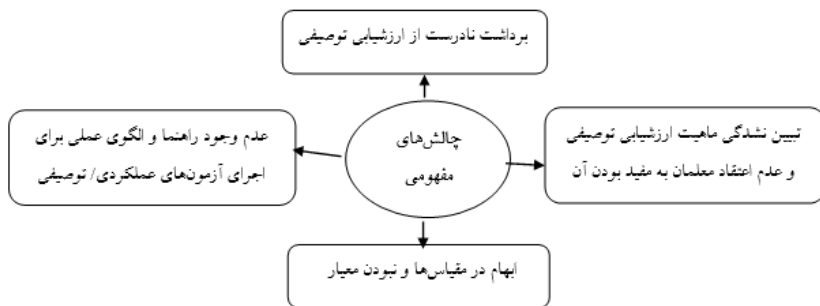 برداشت نادرست از ارزشیابی توصیفی
تبیین نشدگی ماهیت ارزشیابی توصیفی
و عدم اعتقاد معلمان به مفید بودن آن
چالش‌های
مفهومی
عدم وجود راهنما و الگوی عملی برای
اجرای آزمون‌های عملکردی/ توصیفی
ابهام در مقیاس‌ها و نبودن معیار